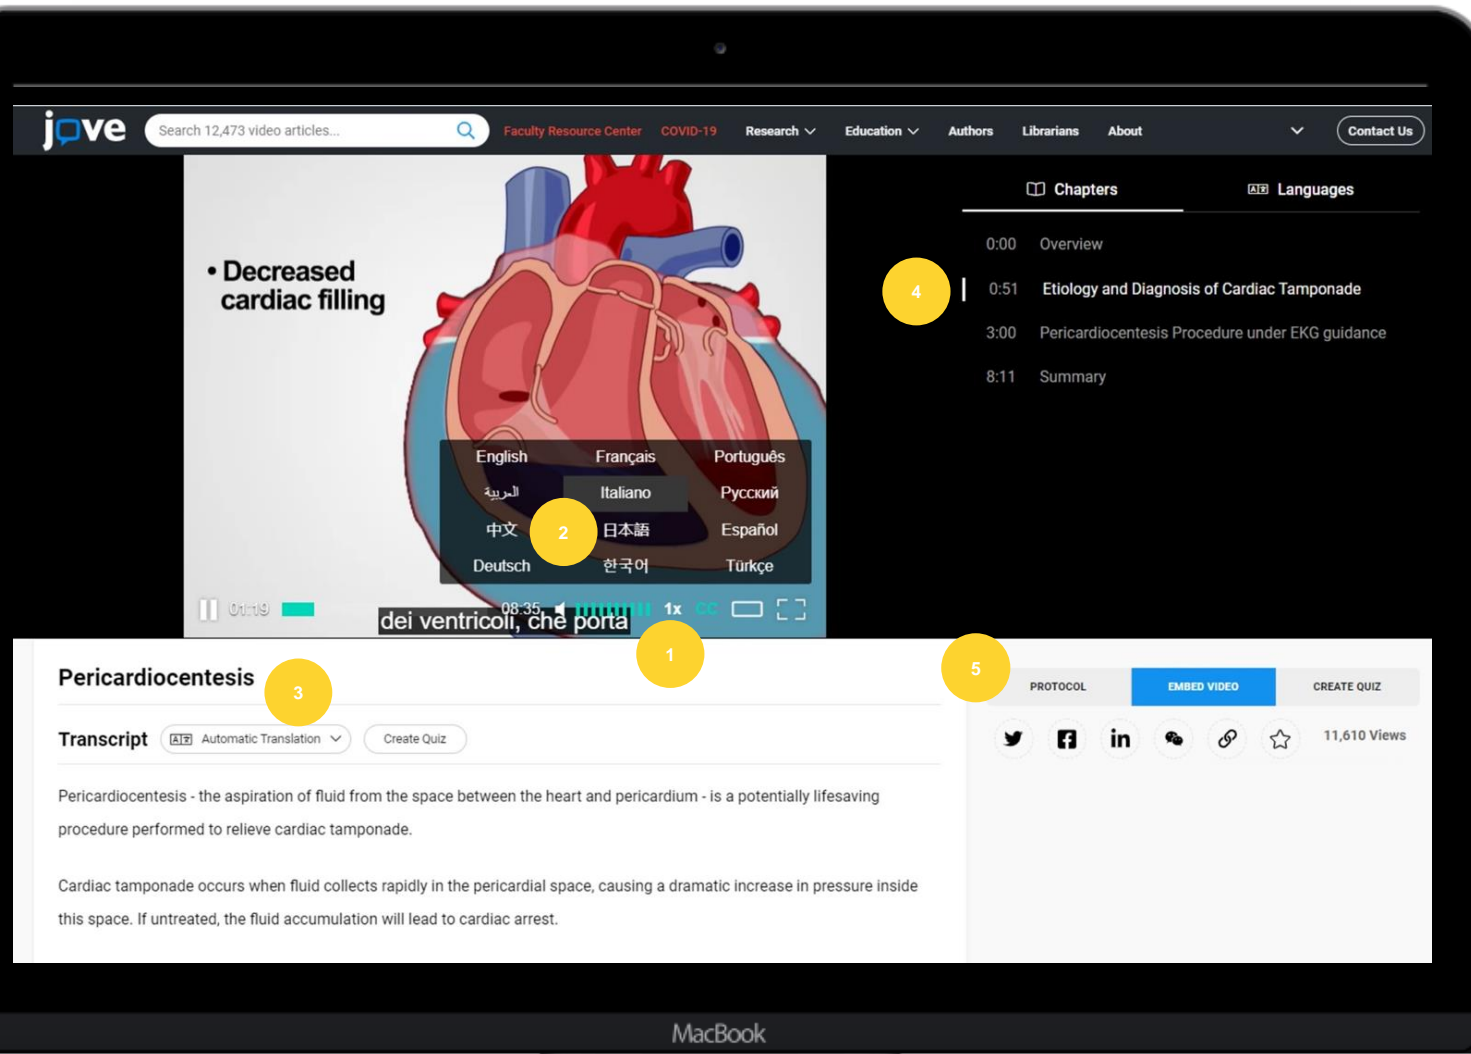 jove
Search 12,473 video articles...
Faculty Resource Center
COVID-19
Research
Education
Authors
Librarians
About
Contact Us
• Decreased
cardiac filling
English Français Português
العربية Italiano Русский
中文 2 日本語 Español
Deutsch 한국어 Türkçe
01:19
08:35
1x
CC
dei ventricoli, che porta
1
Chapters
Languages
0:00 Overview
4
0:51 Etiology and Diagnosis of Cardiac Tamponade
3:00 Pericardiocentesis Procedure under EKG guidance
8:11 Summary
Pericardiocentesis
3
Transcript
Automatic Translation
Create Quiz
Pericardiocentesis - the aspiration of fluid from the space between the heart and pericardium - is a potentially lifesaving
procedure performed to relieve cardiac tamponade.
Cardiac tamponade occurs when fluid collects rapidly in the pericardial space, causing a dramatic increase in pressure inside
this space. If untreated, the fluid accumulation will lead to cardiac arrest.
5
PROTOCOL
EMBED VIDEO
CREATE QUIZ
11,610 Views
MacBook